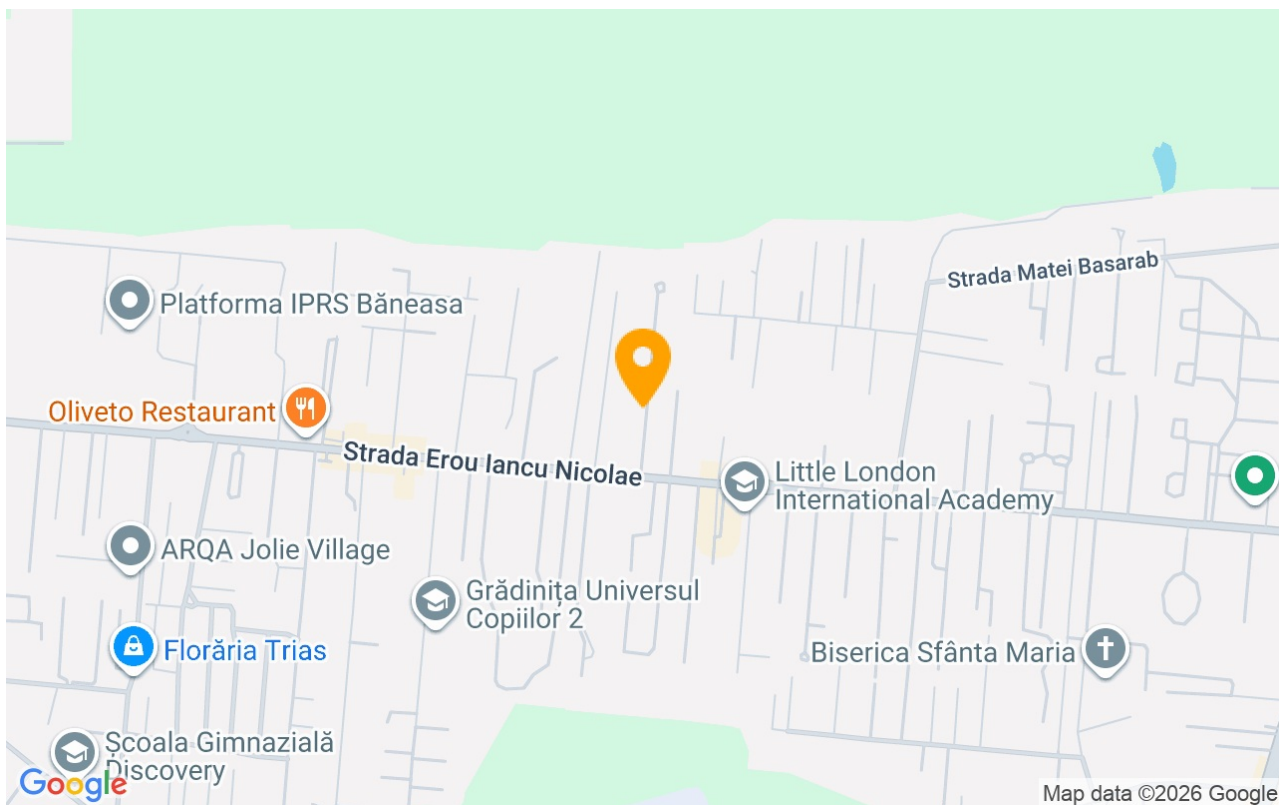 Strada Matei Basarab
Platforma IPRS Băneasa
Oliveto Restaurant
Strada Erou Iancu Nicolae
Little London
International Academy
ARQA Jolie Village
Grădinița Universul
Copiilor 2
Florăria Trias
Biserica Sfânta Maria
Școala Gimnazială
Discovery
Google
Map data ©2026 Google